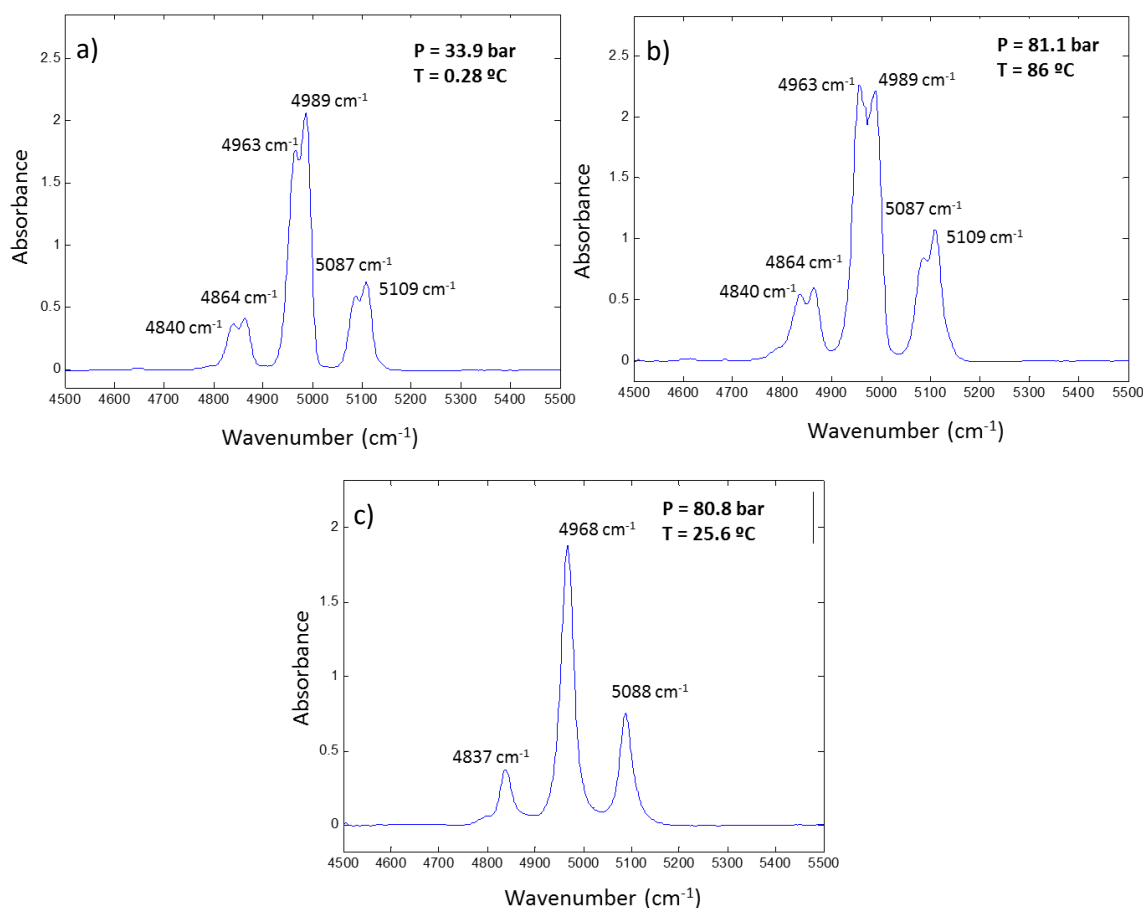 a)
P = 33.9 bar
T = 0.28 ºC
4989 cm⁻¹
4963 cm⁻¹
5087 cm⁻¹
5109 cm⁻¹
4864 cm⁻¹
4840 cm⁻¹
Absorbance
2.5
2
1.5
1
0.5
0
4500 4600 4700 4800 4900 5000 5100 5200 5300 5400 5500
Wavenumber (cm⁻¹)
b)
P = 81.1 bar
T = 86 ºC
4963 cm⁻¹
4989 cm⁻¹
5087 cm⁻¹
5109 cm⁻¹
4864 cm⁻¹
4840 cm⁻¹
Absorbance
2.5
2
1.5
1
0.5
0
4500 4600 4700 4800 4900 5000 5100 5200 5300 5400 5500
Wavenumber (cm⁻¹)
c)
P = 80.8 bar
T = 25.6 ºC
4968 cm⁻¹
5088 cm⁻¹
4837 cm⁻¹
Absorbance
2
1.5
1
0.5
0
4500 4600 4700 4800 4900 5000 5100 5200 5300 5400 5500
Wavenumber (cm⁻¹)